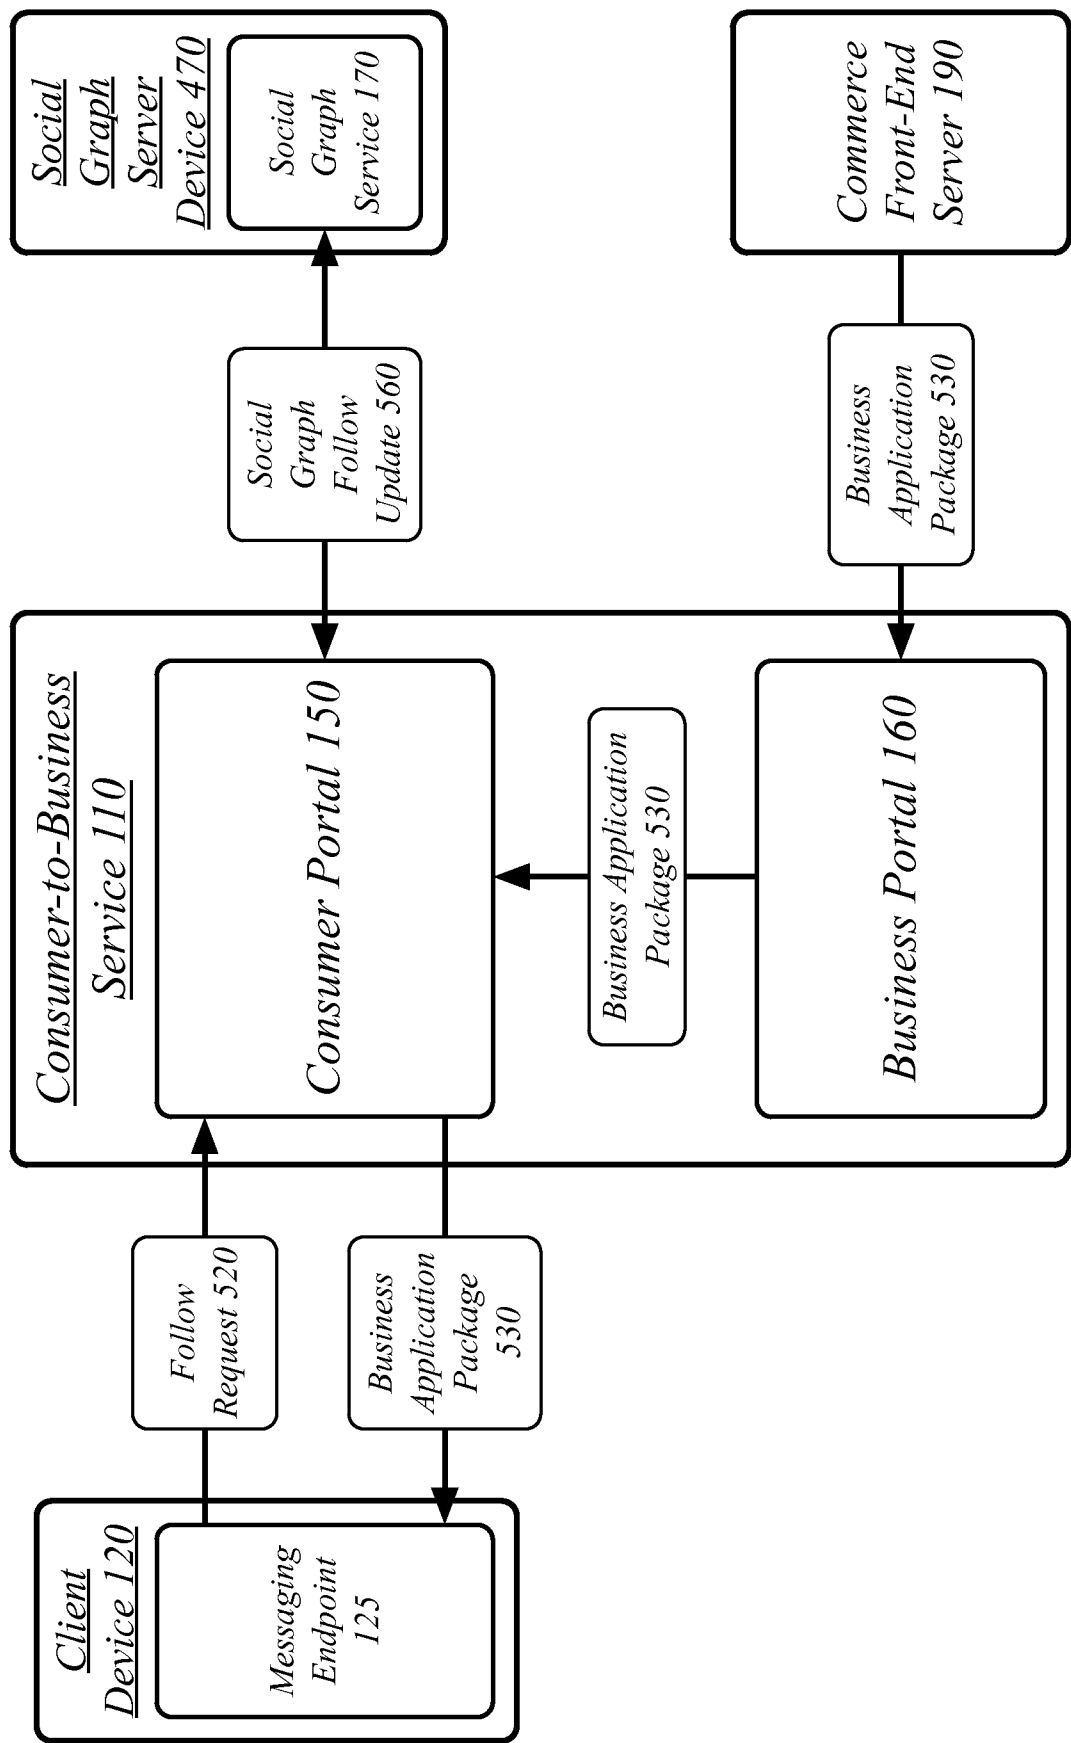 Client
Device 120
Messaging
Endpoint
125
Follow
Request 520
Business
Application
Package
530
Consumer-to-Business
Service 110
Consumer Portal 150
Business Application
Package 530
Business Portal 160
Social
Graph
Follow
Update 560
Business
Application
Package 530
Social
Graph
Server
Device 470
Social
Graph
Service 170
Commerce
Front-End
Server 190